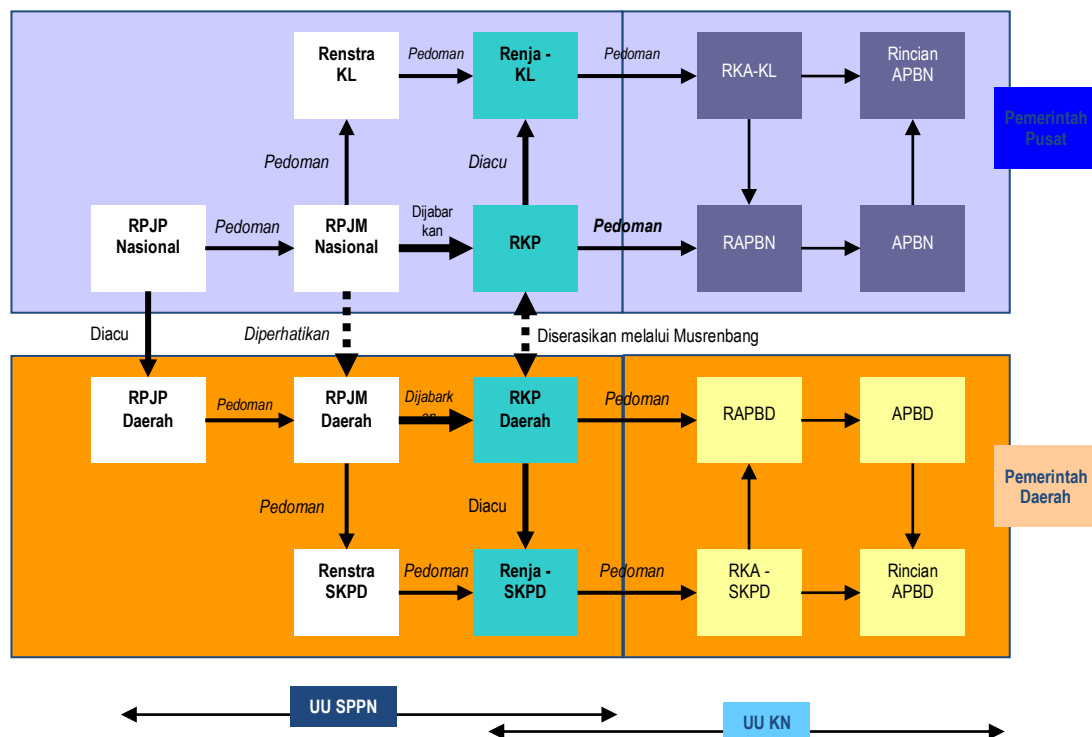 Renstra
KL
Pedoman
Renja -
KL
Pedoman
RKA-KL
Rincian
APBN
Pemerintah
Pusat
Pedoman
Diacu
RPJP
Nasional
Pedoman
RPJM
Nasional
Dijabar
kan
RKP
Pedoman
RAPBN
APBN
Diacu
Diperhatikan
Diserasikan melalui Musrenbang
RPJP
Daerah
Pedoman
RPJM
Daerah
Dijabark
an
RKP
Daerah
Pedoman
RAPBD
APBD
Pemerintah
Daerah
Pedoman
Diacu
Renstra
SKPD
Pedoman
Renja -
SKPD
Pedoman
RKA -
SKPD
Rincian
APBD
UU SPPN
UU KN